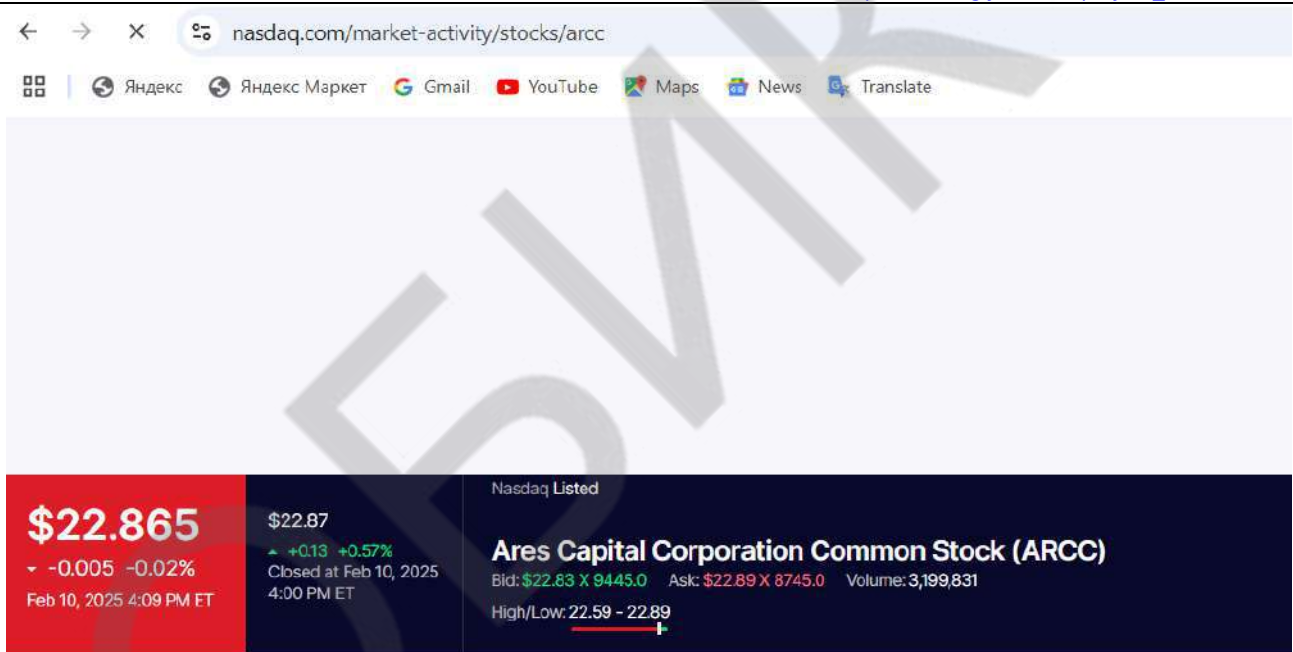 nasdaq.com/market-activity/stocks/arcc
Яндекс Яндекс Маркет Gmail YouTube Maps News Translate
$22.865
-0.005 -0.02%
Feb 10, 2025 4:09 PM ET
$22.87
+0.13 +0.57%
Closed at Feb 10, 2025
4:00 PM ET
Nasdaq Listed
Ares Capital Corporation Common Stock (ARCC)
Bid: $22.83 X 9445.0 Ask: $22.89 X 8745.0 Volume: 3,199,831
High/Low: 22.59 - 22.89
БИК